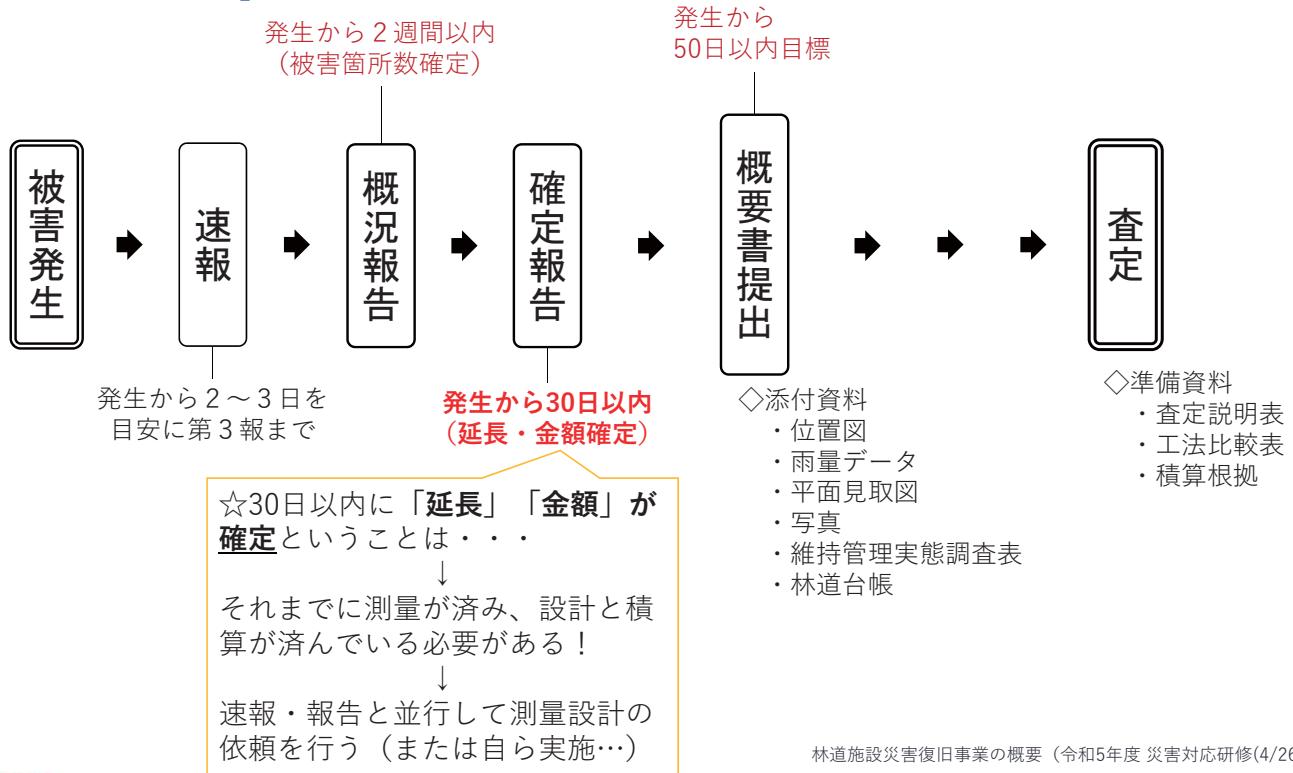 発生から２週間以内
（被害箇所数確定）
発生から
50日以内目標
被害発生
速報
概況報告
確定報告
概要書提出
査定
発生から２～３日を
目安に第３報まで
発生から30日以内
（延長・金額確定）
☆30日以内に「延長」「金額」が
確定ということは・・・
↓
それまでに測量が済み、設計と積
算が済んでいる必要がある！
↓
速報・報告と並行して測量設計の
依頼を行う（または自ら実施…）
◇添付資料
・位置図
・雨量データ
・平面見取図
・写真
・維持管理実態調査表
・林道台帳
◇準備資料
・査定説明表
・工法比較表
・積算根拠
林道施設災害復旧事業の概要（令和5年度 災害対応研修(4/26